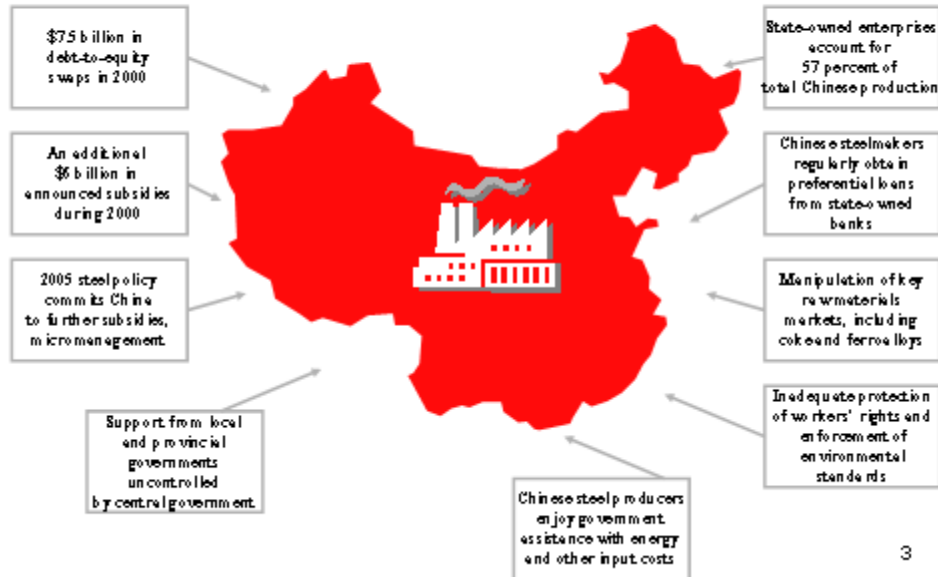 $7.5 billion in
debt-to-equity
swaps in 2000
State-owned enterprises
account for
57 percent of
total Chinese production
An additional
$6 billion in
announced subsidies
during 2000
Chinese steelmakers
regularly obtain
preferential loans
from state-owned
banks
2005 steel policy
commits China
to further subsidies,
micromanagement
Manipulation of key
raw materials
markets, including
coke and ferroalloys
Support from local
and provincial
governments
uncontrolled
by central government
Inadequate protection
of workers' rights and
enforcement of
environmental
standards
Chinese steel producers
enjoy government
assistance with energy
and other input costs
3